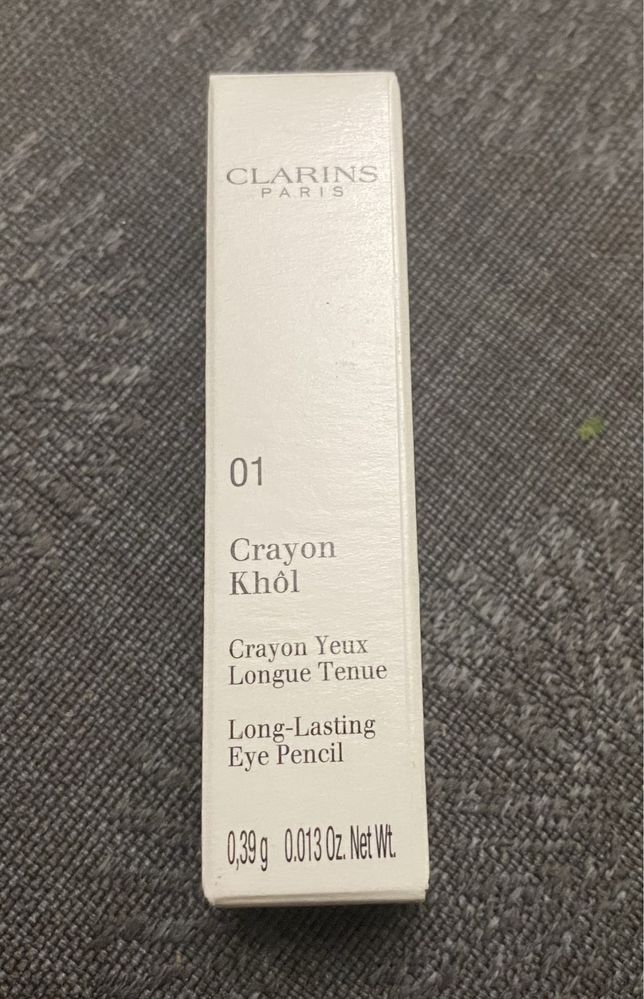 CLARINS
PARIS
01
Crayon
Khôl
Crayon Yeux
Longue Tenue
Long-Lasting
Eye Pencil
0,39 g 0.013 Oz. Net Wt.